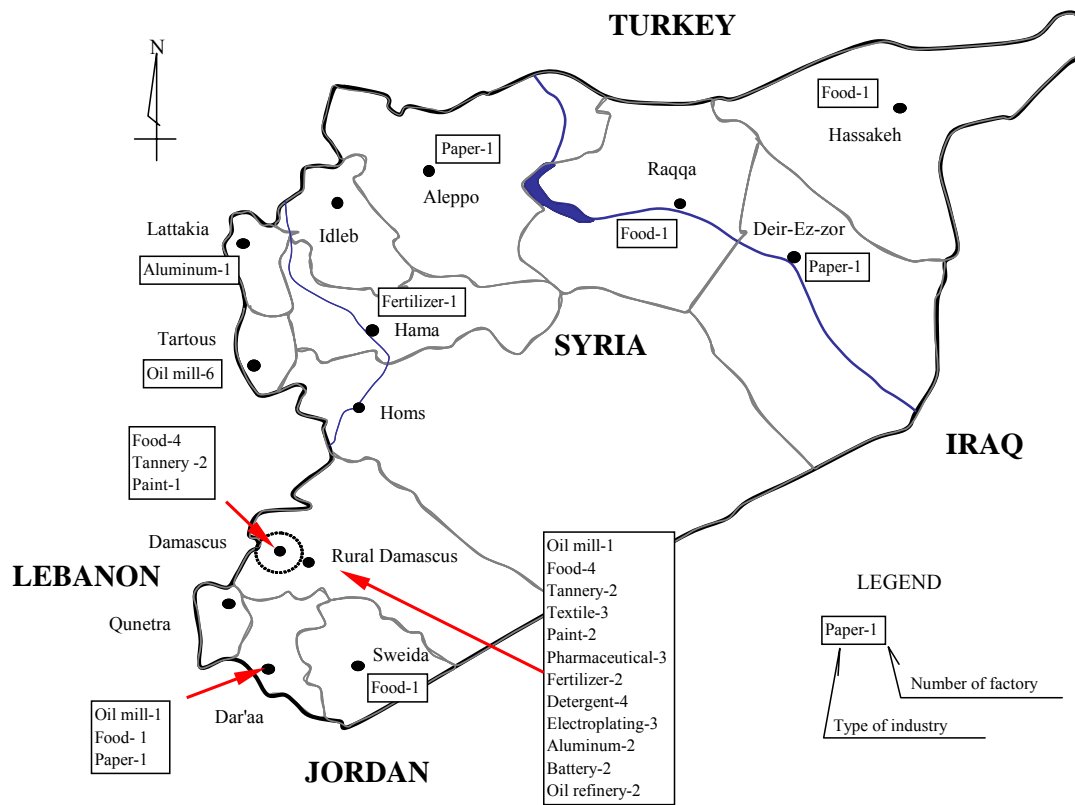 TURKEY
N
Food-1
Hassakeh
Paper-1
Aleppo
Raqqa
Idleb
Lattakia
Food-1
Deir-Ez-zor
Aluminum-1
Paper-1
Fertilizer-1
Hama
Tartous
SYRIA
Oil mill-6
Homs
IRAQ
Food-4
Tannery -2
Paint-1
Damascus
Rural Damascus
LEBANON
Oil mill-1
Food-4
Tannery-2
Textile-3
Paint-2
Pharmaceutical-3
Fertilizer-2
Detergent-4
Electroplating-3
Aluminum-2
Battery-2
Oil refinery-2
LEGEND
Paper-1
Number of factory
Type of industry
Qunetra
Sweida
Food-1
Dar'aa
Oil mill-1
Food- 1
Paper-1
JORDAN